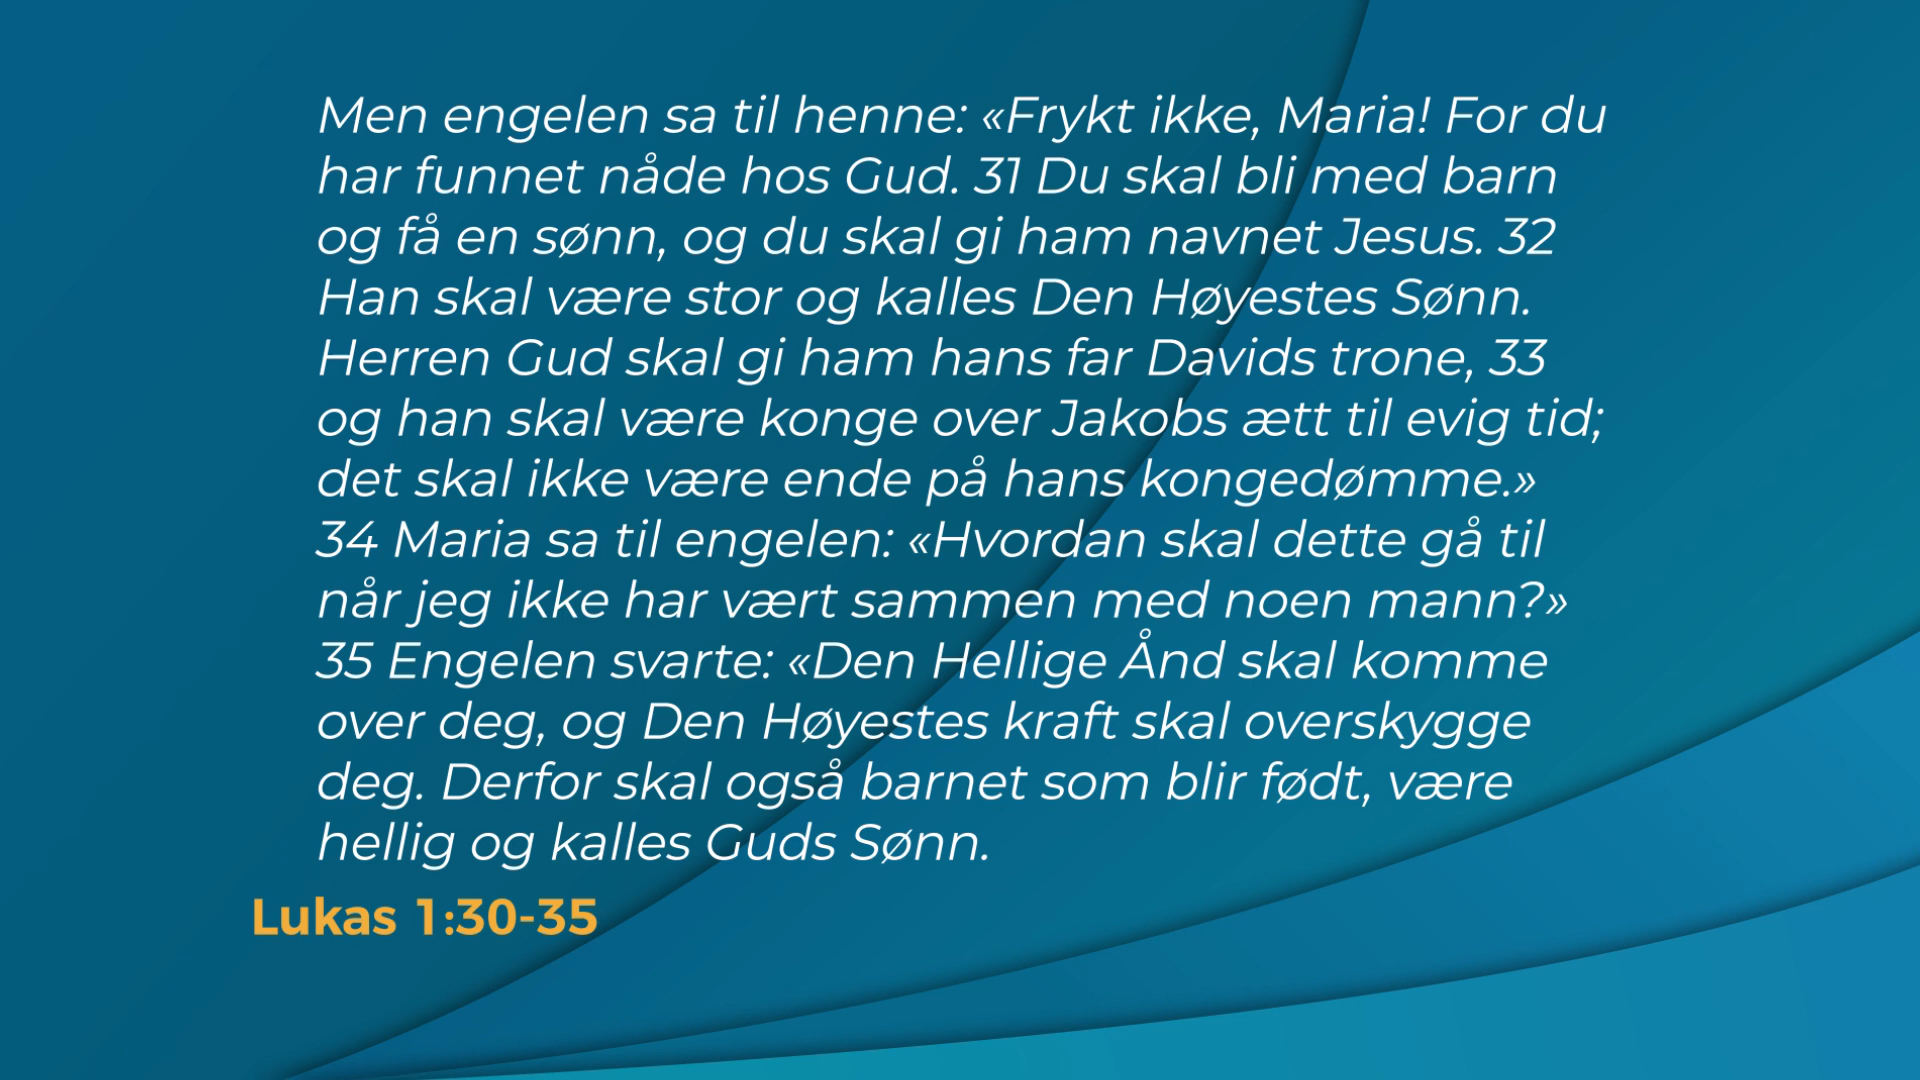 Men engelen sa til henne: «Frykt ikke, Maria! For du
har funnet nåde hos Gud. 31 Du skal bli med barn
og få en sønn, og du skal gi ham navnet Jesus. 32
Han skal være stor og kalles Den Høyestes Sønn.
Herren Gud skal gi ham hans far Davids trone, 33
og han skal være konge over Jakobs ætt til evig tid;
det skal ikke være ende på hans kongedømme.»
34 Maria sa til engelen: «Hvordan skal dette gå til
når jeg ikke har vært sammen med noen mann?»
35 Engelen svarte: «Den Hellige Ånd skal komme
over deg, og Den Høyestes kraft skal overskygge
deg. Derfor skal også barnet som blir født, være
hellig og kalles Guds Sønn.
Lukas 1:30-35